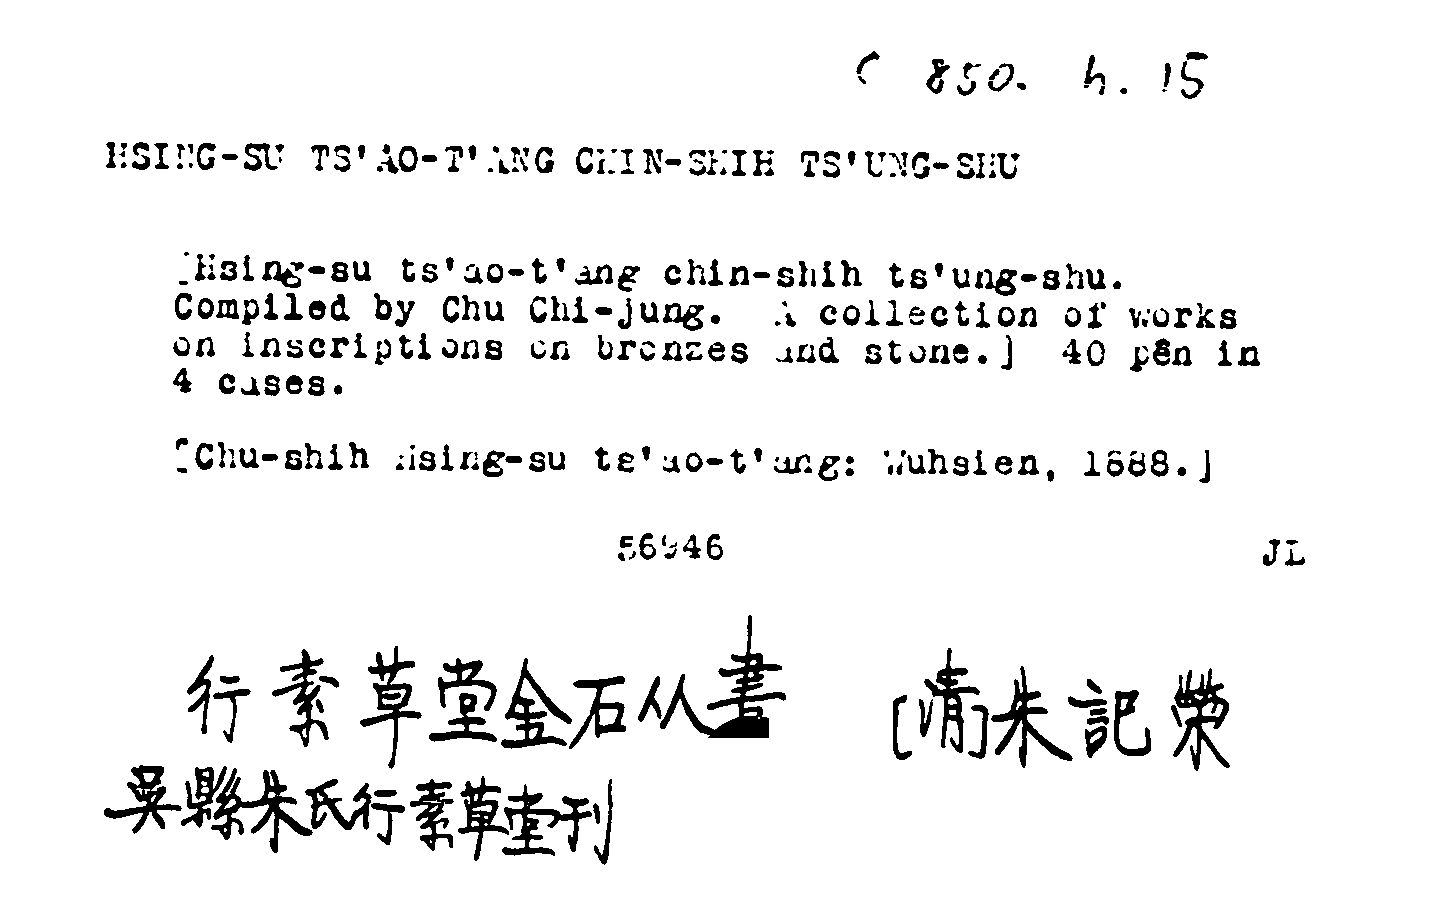 C 850. h. 15
HSING-SU TS'AO-T'ANG CHIN-SHIH TS'UNG-SHU
[Hsing-su ts'ao-t'ang chin-shih ts'ung-shu.
Compiled by Chu Chi-jung. A collection of works
on inscriptions on bronzes and stone.] 40 pên in
4 cases.
[Chu-shih Hsing-su ts'ao-t'ang: Wuhsien, 1888.]
56946 JL
行素草堂金石从書 [清]朱記榮
吳縣朱氏行素草堂刊